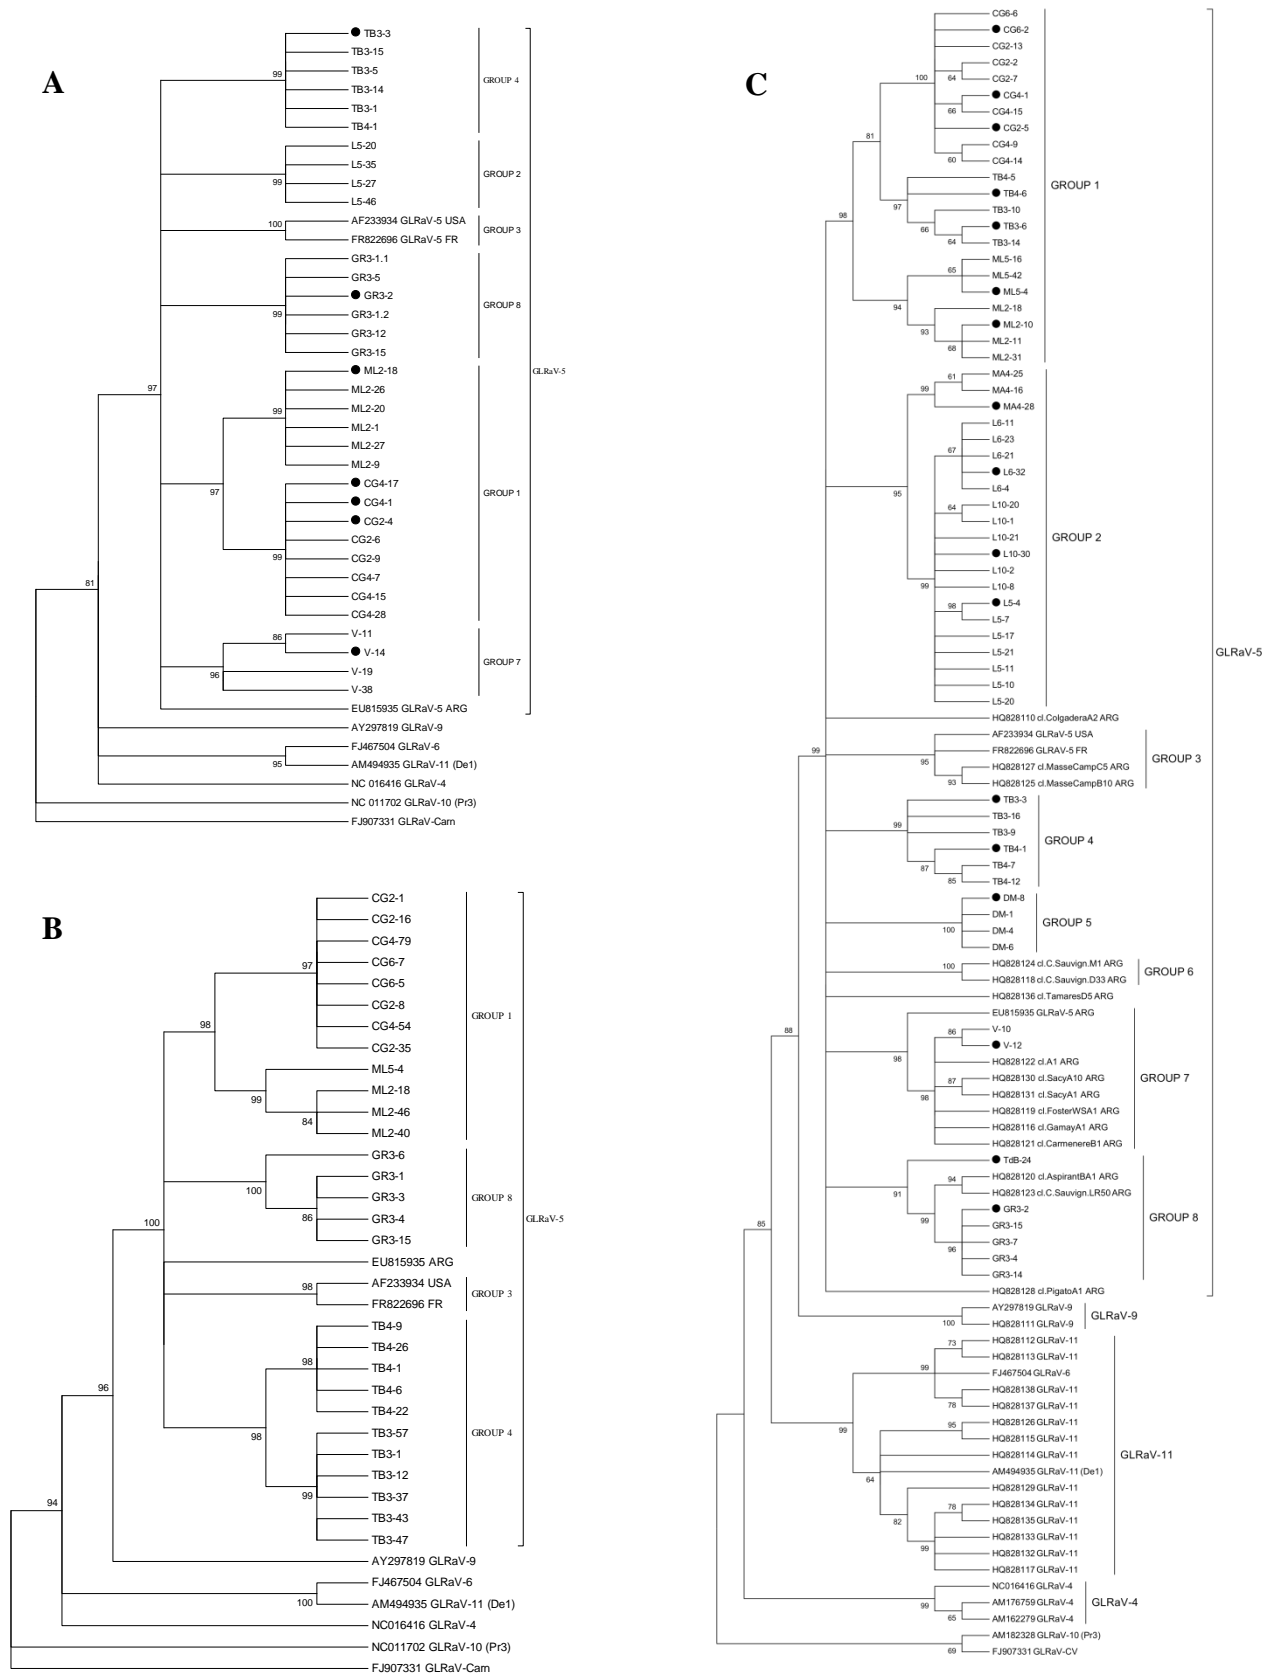 A
TB3-3
TB3-15
TB3-5
99
GROUP 4
TB3-14
TB3-1
TB4-1
L5-20
L5-35
GROUP 2
99
L5-27
L5-46
100
AF233934 GLRaV-5 USA
GROUP 3
FR822696 GLRaV-5 FR
GR3-1.1
GR3-5
GR3-2
GROUP 8
99
GR3-1.2
GR3-12
GR3-15
ML2-18
GLRaV-5
97
ML2-26
99
ML2-20
ML2-1
ML2-27
ML2-9
97
CG4-17
GROUP 1
CG4-1
CG2-4
CG2-6
99
CG2-9
CG4-7
81
CG4-15
CG4-28
86
V-11
V-14
GROUP 7
96
V-19
V-38
EU815935 GLRaV-5 ARG
AY297819 GLRaV-9
FJ467504 GLRaV-6
95
AM494935 GLRaV-11 (De1)
NC 016416 GLRaV-4
NC 011702 GLRaV-10 (Pr3)
FJ907331 GLRaV-Carn
B
CG2-1
CG2-16
CG4-79
97
CG6-7
CG6-5
CG2-8
GROUP 1
98
CG4-54
CG2-35
ML5-4
99
ML2-18
ML2-46
84
ML2-40
GR3-6
100
GR3-1
GR3-3
GROUP 8
86
GR3-4
GLRaV-5
100
GR3-15
EU815935 ARG
98
AF233934 USA
GROUP 3
FR822696 FR
TB4-9
TB4-26
98
TB4-1
96
TB4-6
TB4-22
98
TB3-57
GROUP 4
TB3-1
TB3-12
99
TB3-37
94
TB3-43
TB3-47
AY297819 GLRaV-9
FJ467504 GLRaV-6
100
AM494935 GLRaV-11 (De1)
NC016416 GLRaV-4
NC011702 GLRaV-10 (Pr3)
FJ907331 GLRaV-Carn
C
CG6-6
CG6-2
CG2-13
CG2-2
100
64
CG2-7
CG4-1
66
CG4-15
CG2-5
81
CG4-9
60
CG4-14
TB4-5
GROUP 1
TB4-6
97
TB3-10
98
66
TB3-6
64
TB3-14
ML5-16
65
ML5-42
ML5-4
94
ML2-18
93
ML2-10
68
ML2-11
ML2-31
61
MA4-25
99
MA4-16
MA4-28
L6-11
L6-23
67
L6-21
L6-32
95
L6-4
64
L10-20
L10-1
L10-21
GROUP 2
L10-30
L10-2
99
L10-8
98
L5-4
L5-7
L5-17
L5-21
GLRaV-5
L5-11
L5-10
L5-20
HQ828110 cl.ColgaderaA2 ARG
AF233934 GLRaV-5 USA
99
FR822696 GLRAV-5 FR
GROUP 3
95
HQ828127 cl.MasseCampC5 ARG
93
HQ828125 cl.MasseCampB10 ARG
TB3-3
TB3-16
99
TB3-9
GROUP 4
TB4-1
87
TB4-7
85
TB4-12
DM-8
DM-1
GROUP 5
100
DM-4
DM-6
100
HQ828124 cl.C.Sauvign.M1 ARG
GROUP 6
HQ828118 cl.C.Sauvign.D33 ARG
HQ828136 cl.TamaresD5 ARG
EU815935 GLRaV-5 ARG
88
86
V-10
V-12
98
HQ828122 cl.A1 ARG
87
HQ828130 cl.SacyA10 ARG
GROUP 7
98
HQ828131 cl.SacyA1 ARG
HQ828119 cl.FosterWSA1 ARG
HQ828116 cl.GamayA1 ARG
HQ828121 cl.CarmenereB1 ARG
TdB-24
94
HQ828120 cl.AspirantBA1 ARG
91
HQ828123 cl.C.Sauvign.LR50 ARG
99
GR3-2
GROUP 8
85
GR3-15
96
GR3-7
GR3-4
GR3-14
HQ828128 cl.PigatoA1 ARG
AY297819 GLRaV-9
GLRaV-9
100
HQ828111 GLRaV-9
73
HQ828112 GLRaV-11
HQ828113 GLRaV-11
99
FJ467504 GLRaV-6
HQ828138 GLRaV-11
78
HQ828137 GLRaV-11
99
95
HQ828126 GLRaV-11
HQ828115 GLRaV-11
HQ828114 GLRaV-11
GLRaV-11
64
AM494935 GLRaV-11 (De1)
HQ828129 GLRaV-11
78
HQ828134 GLRaV-11
82
HQ828135 GLRaV-11
HQ828133 GLRaV-11
99
HQ828132 GLRaV-11
HQ828117 GLRaV-11
NC016416 GLRaV-4
99
AM176759 GLRaV-4
GLRaV-4
65
AM162279 GLRaV-4
AM182328 GLRaV-10 (Pr3)
69
FJ907331 GLRaV-CV